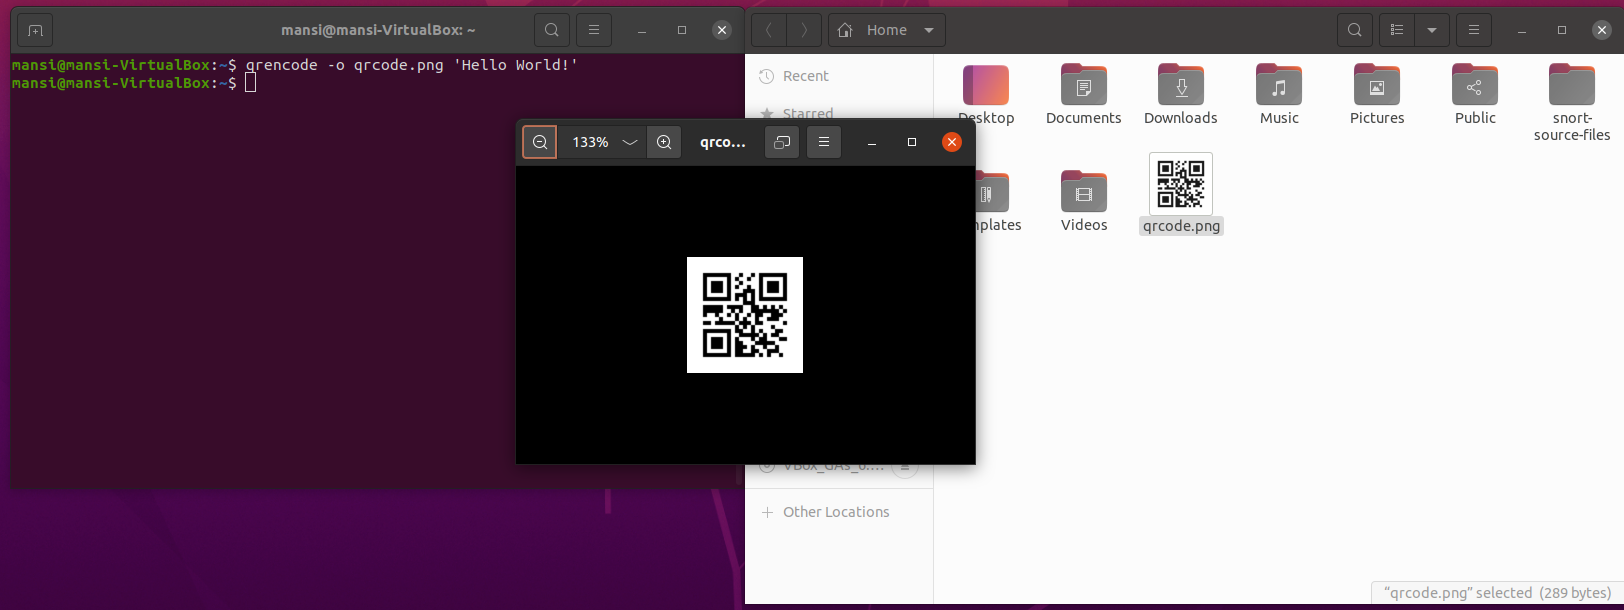 mansi@mansi-VirtualBox: ~
mansi@mansi-VirtualBox:~$ qrencode -o qrcode.png 'Hello World!'
mansi@mansi-VirtualBox:~$
133%
qrco...
Home
Recent
Starred
VBox_GAs_6....
Other Locations
Desktop
Documents
Downloads
Music
Pictures
Public
snort-
source-files
mplates
Videos
qrcode.png
“qrcode.png” selected (289 bytes)